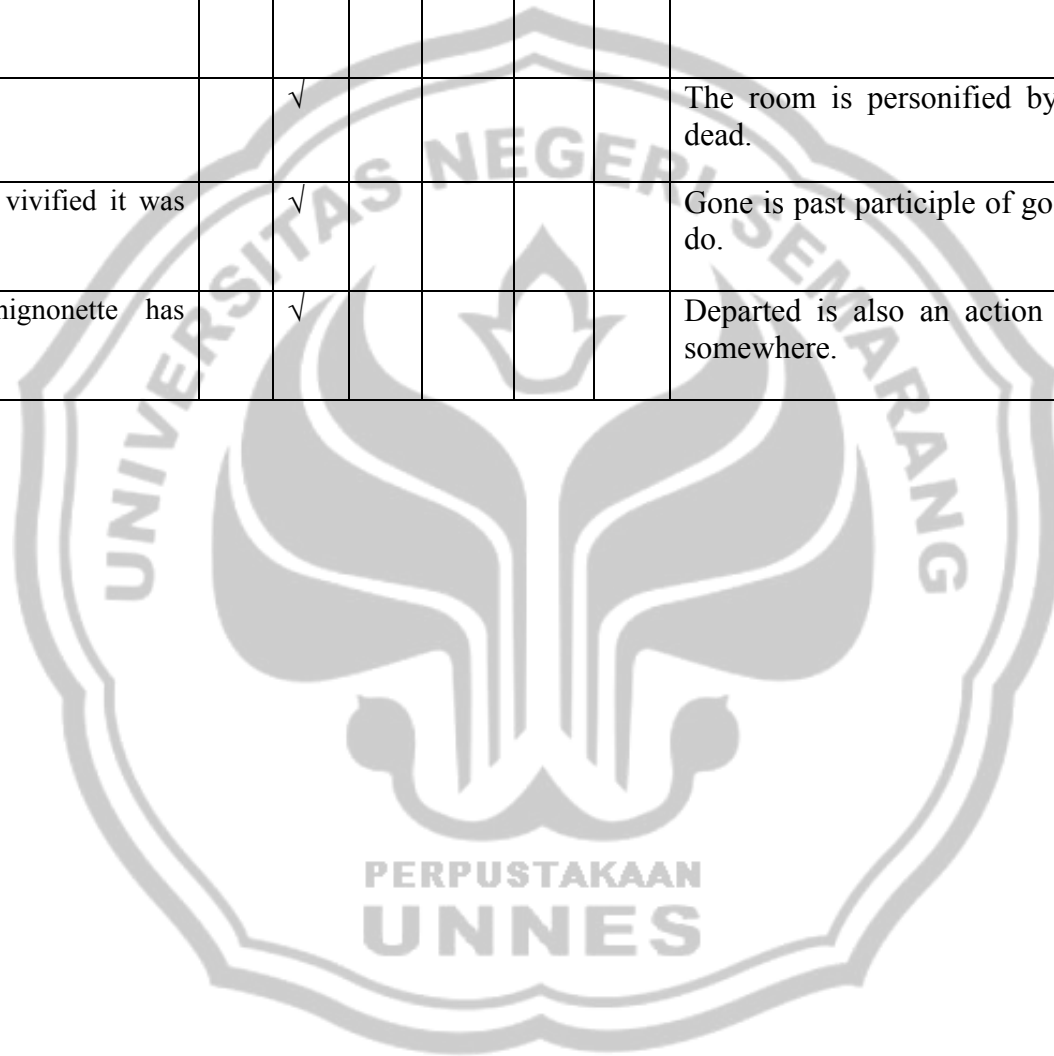 √ The room is personified by
dead.
vivified it was √ Gone is past participle of go
do.
has √ Departed is also an action
somewhere.
UNIVERSITAS NEGERI SEMARANG
PERPUSTAKAAN
UNNES